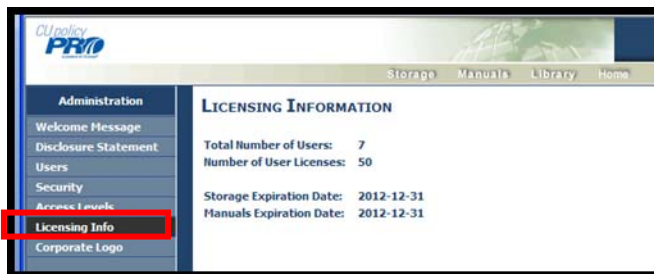 CU policy
PRO
Storage Manuals Library Home
Administration
Welcome Message
Disclosure Statement
Users
Security
Access Levels
Licensing Info
Corporate Logo
LICENSING INFORMATION
Total Number of Users: 7
Number of User Licenses: 50
Storage Expiration Date: 2012-12-31
Manuals Expiration Date: 2012-12-31